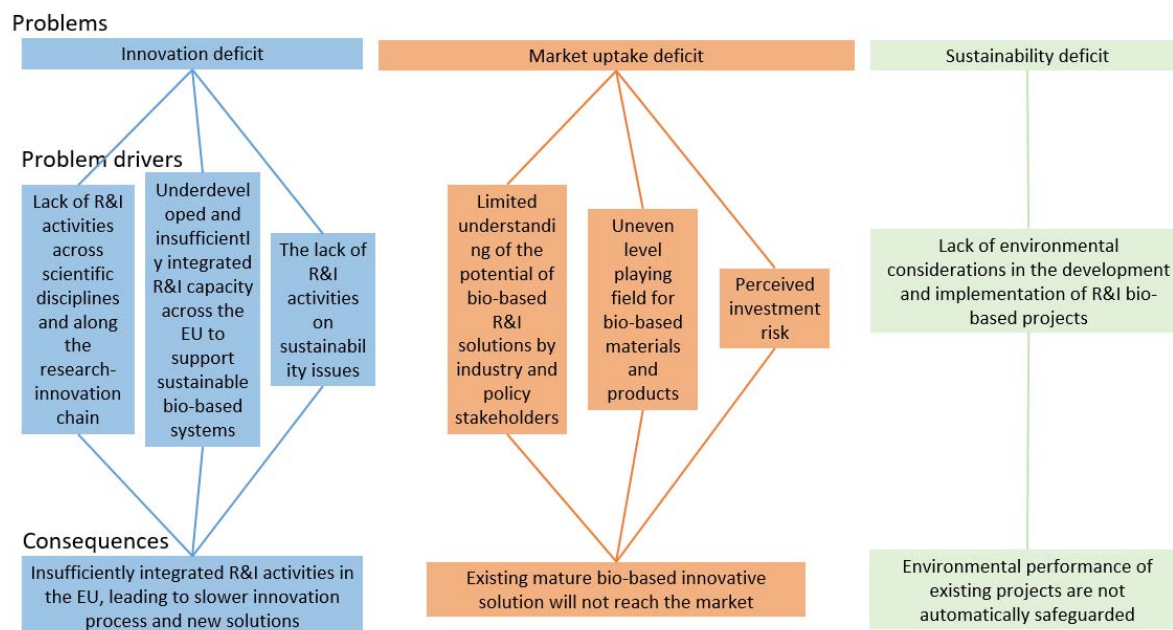 Problems
Innovation deficit
Market uptake deficit
Sustainability deficit
Problem drivers
Lack of R&I
activities
across
scientific
disciplines
and along
the
research-
innovation
chain
Underdevel
oped and
insufficientl
y integrated
R&I capacity
across the
EU to
support
sustainable
bio-based
systems
The lack of
R&I
activities
on
sustainabil
ity issues
Limited
understandi
ng of the
potential of
bio-based
R&I
solutions by
industry and
policy
stakeholders
Uneven
level
playing
field for
bio-based
materials
and
products
Perceived
investment
risk
Lack of environmental
considerations in the development
and implementation of R&I bio-
based projects
Consequences
Insufficiently integrated R&I activities in
the EU, leading to slower innovation
process and new solutions
Existing mature bio-based innovative
solution will not reach the market
Environmental performance of
existing projects are not
automatically safeguarded